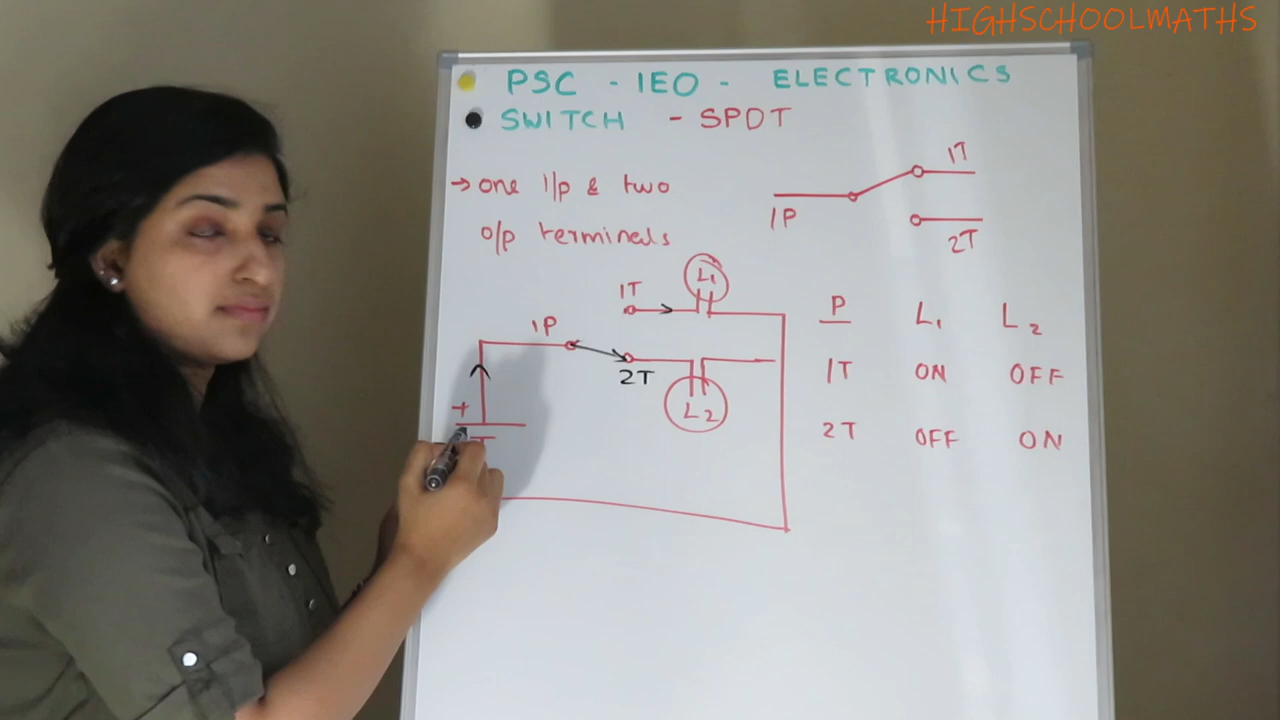 HIGHSCHOOLMATHS
PSC - IEO - ELECTRONICS
SWITCH - SPDT
→ one I/p & two
o/p terminals
1T
1P
2T
L1
1T
1P
2T
L2
+
P L1 L2
1T ON OFF
2T OFF ON